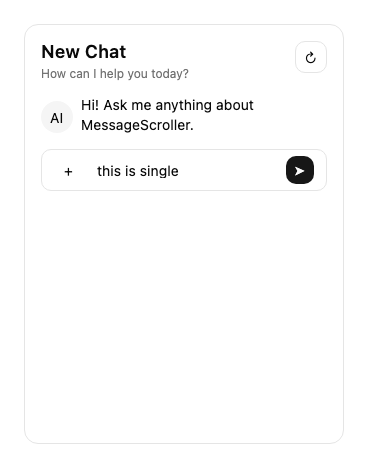 New Chat
How can I help you today?
AI
Hi! Ask me anything about
MessageScroller.
+ this is single